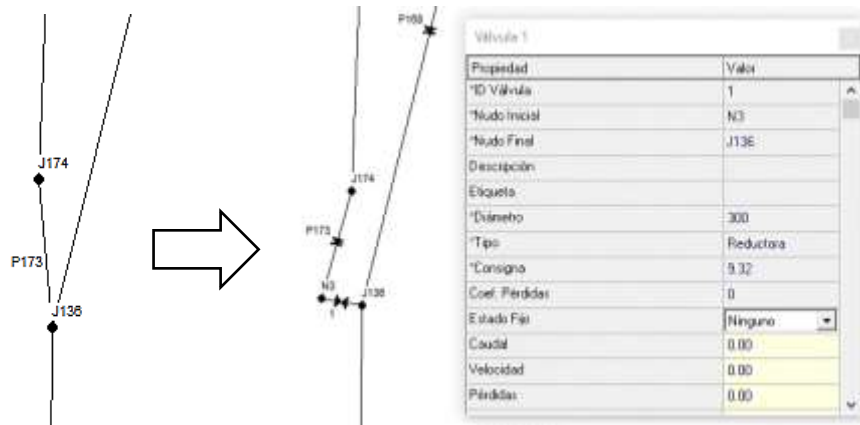 J174
P173
J136
P168
J174
P173
N3
J136
1
Válvula 1
Propiedad Valor
*ID Válvula 1
*Nudo Inicial N3
*Nudo Final J136
Descripción
Etiqueta
*Diámetro 300
*Tipo Reductora
*Consigna 9.32
Coef. Pérdidas 0
Estado Fijo Ninguno
Caudal 0.00
Velocidad 0.00
Pérdidas 0.00